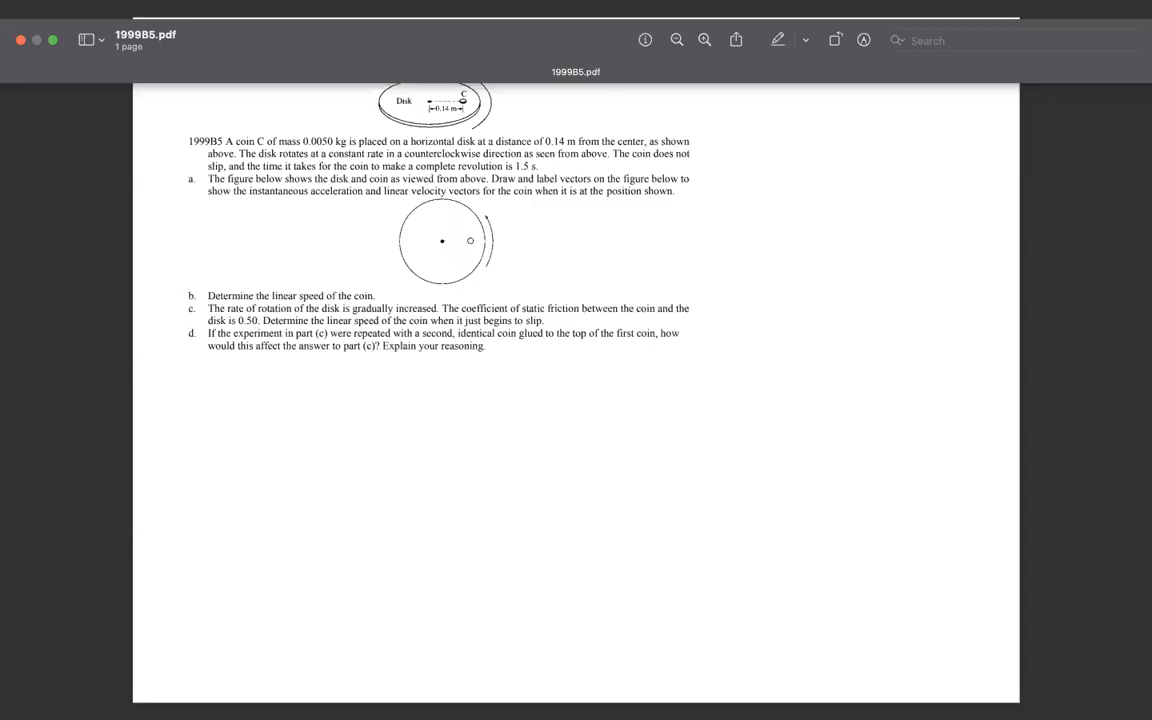 1999B5.pdf
1 page
Search
1999B5.pdf
C
Disk
0.14 m
1999B5 A coin C of mass 0.0050 kg is placed on a horizontal disk at a distance of 0.14 m from the center, as shown
above. The disk rotates at a constant rate in a counterclockwise direction as seen from above. The coin does not
slip, and the time it takes for the coin to make a complete revolution is 1.5 s.
a. The figure below shows the disk and coin as viewed from above. Draw and label vectors on the figure below to
show the instantaneous acceleration and linear velocity vectors for the coin when it is at the position shown.
b. Determine the linear speed of the coin.
c. The rate of rotation of the disk is gradually increased. The coefficient of static friction between the coin and the
disk is 0.50. Determine the linear speed of the coin when it just begins to slip.
d. If the experiment in part (c) were repeated with a second, identical coin glued to the top of the first coin, how
would this affect the answer to part (c)? Explain your reasoning.